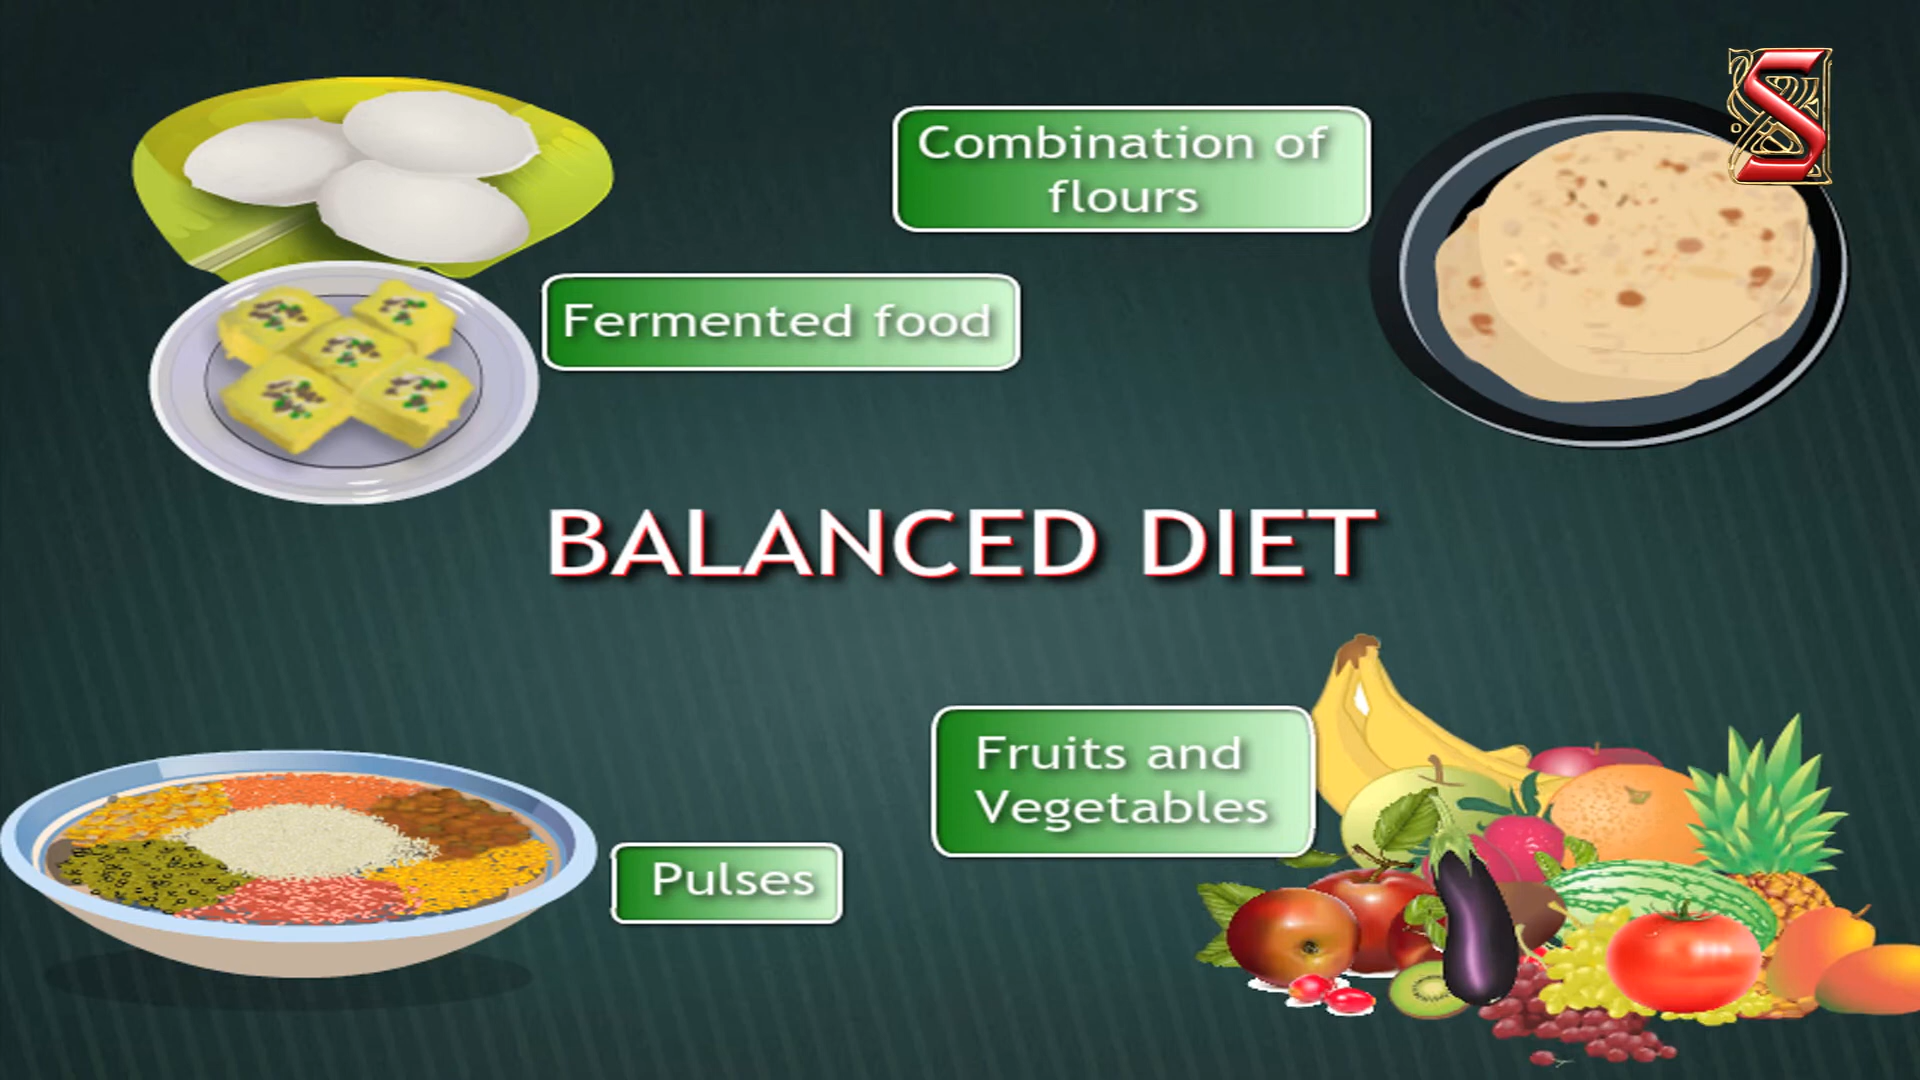 Combination of
flours
Fermented food
BALANCED DIET
Fruits and
Vegetables
Pulses
S